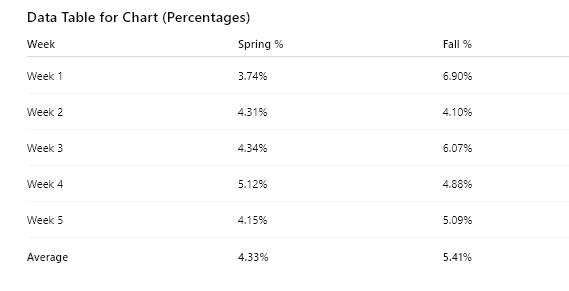 Data Table for Chart (Percentages)
Week Spring % Fall %
Week 1 3.74% 6.90%
Week 2 4.31% 4.10%
Week 3 4.34% 6.07%
Week 4 5.12% 4.88%
Week 5 4.15% 5.09%
Average 4.33% 5.41%